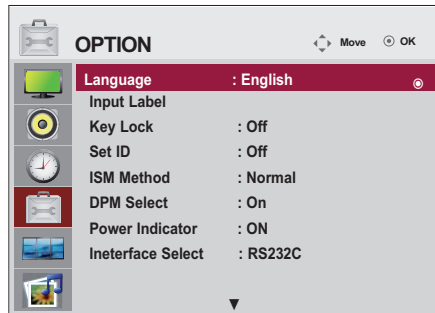 OPTION Move OK
Language : English
Input Label
Key Lock : Off
Set ID : Off
ISM Method : Normal
DPM Select : On
Power Indicator : ON
Ineterface Select : RS232C